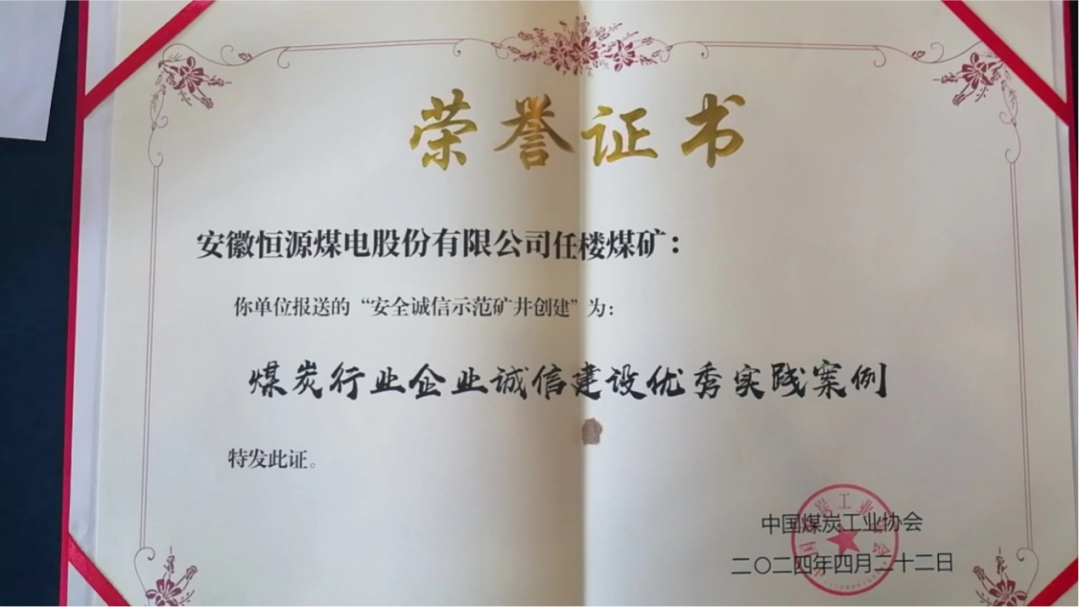 荣誉证书
安徽恒源煤电股份有限公司任楼煤矿：
你单位报送的“安全诚信示范矿井创建”为：
煤炭行业企业诚信建设优秀实践案例
特发此证。
中国煤炭工业协会
二〇二四年四月二十二日